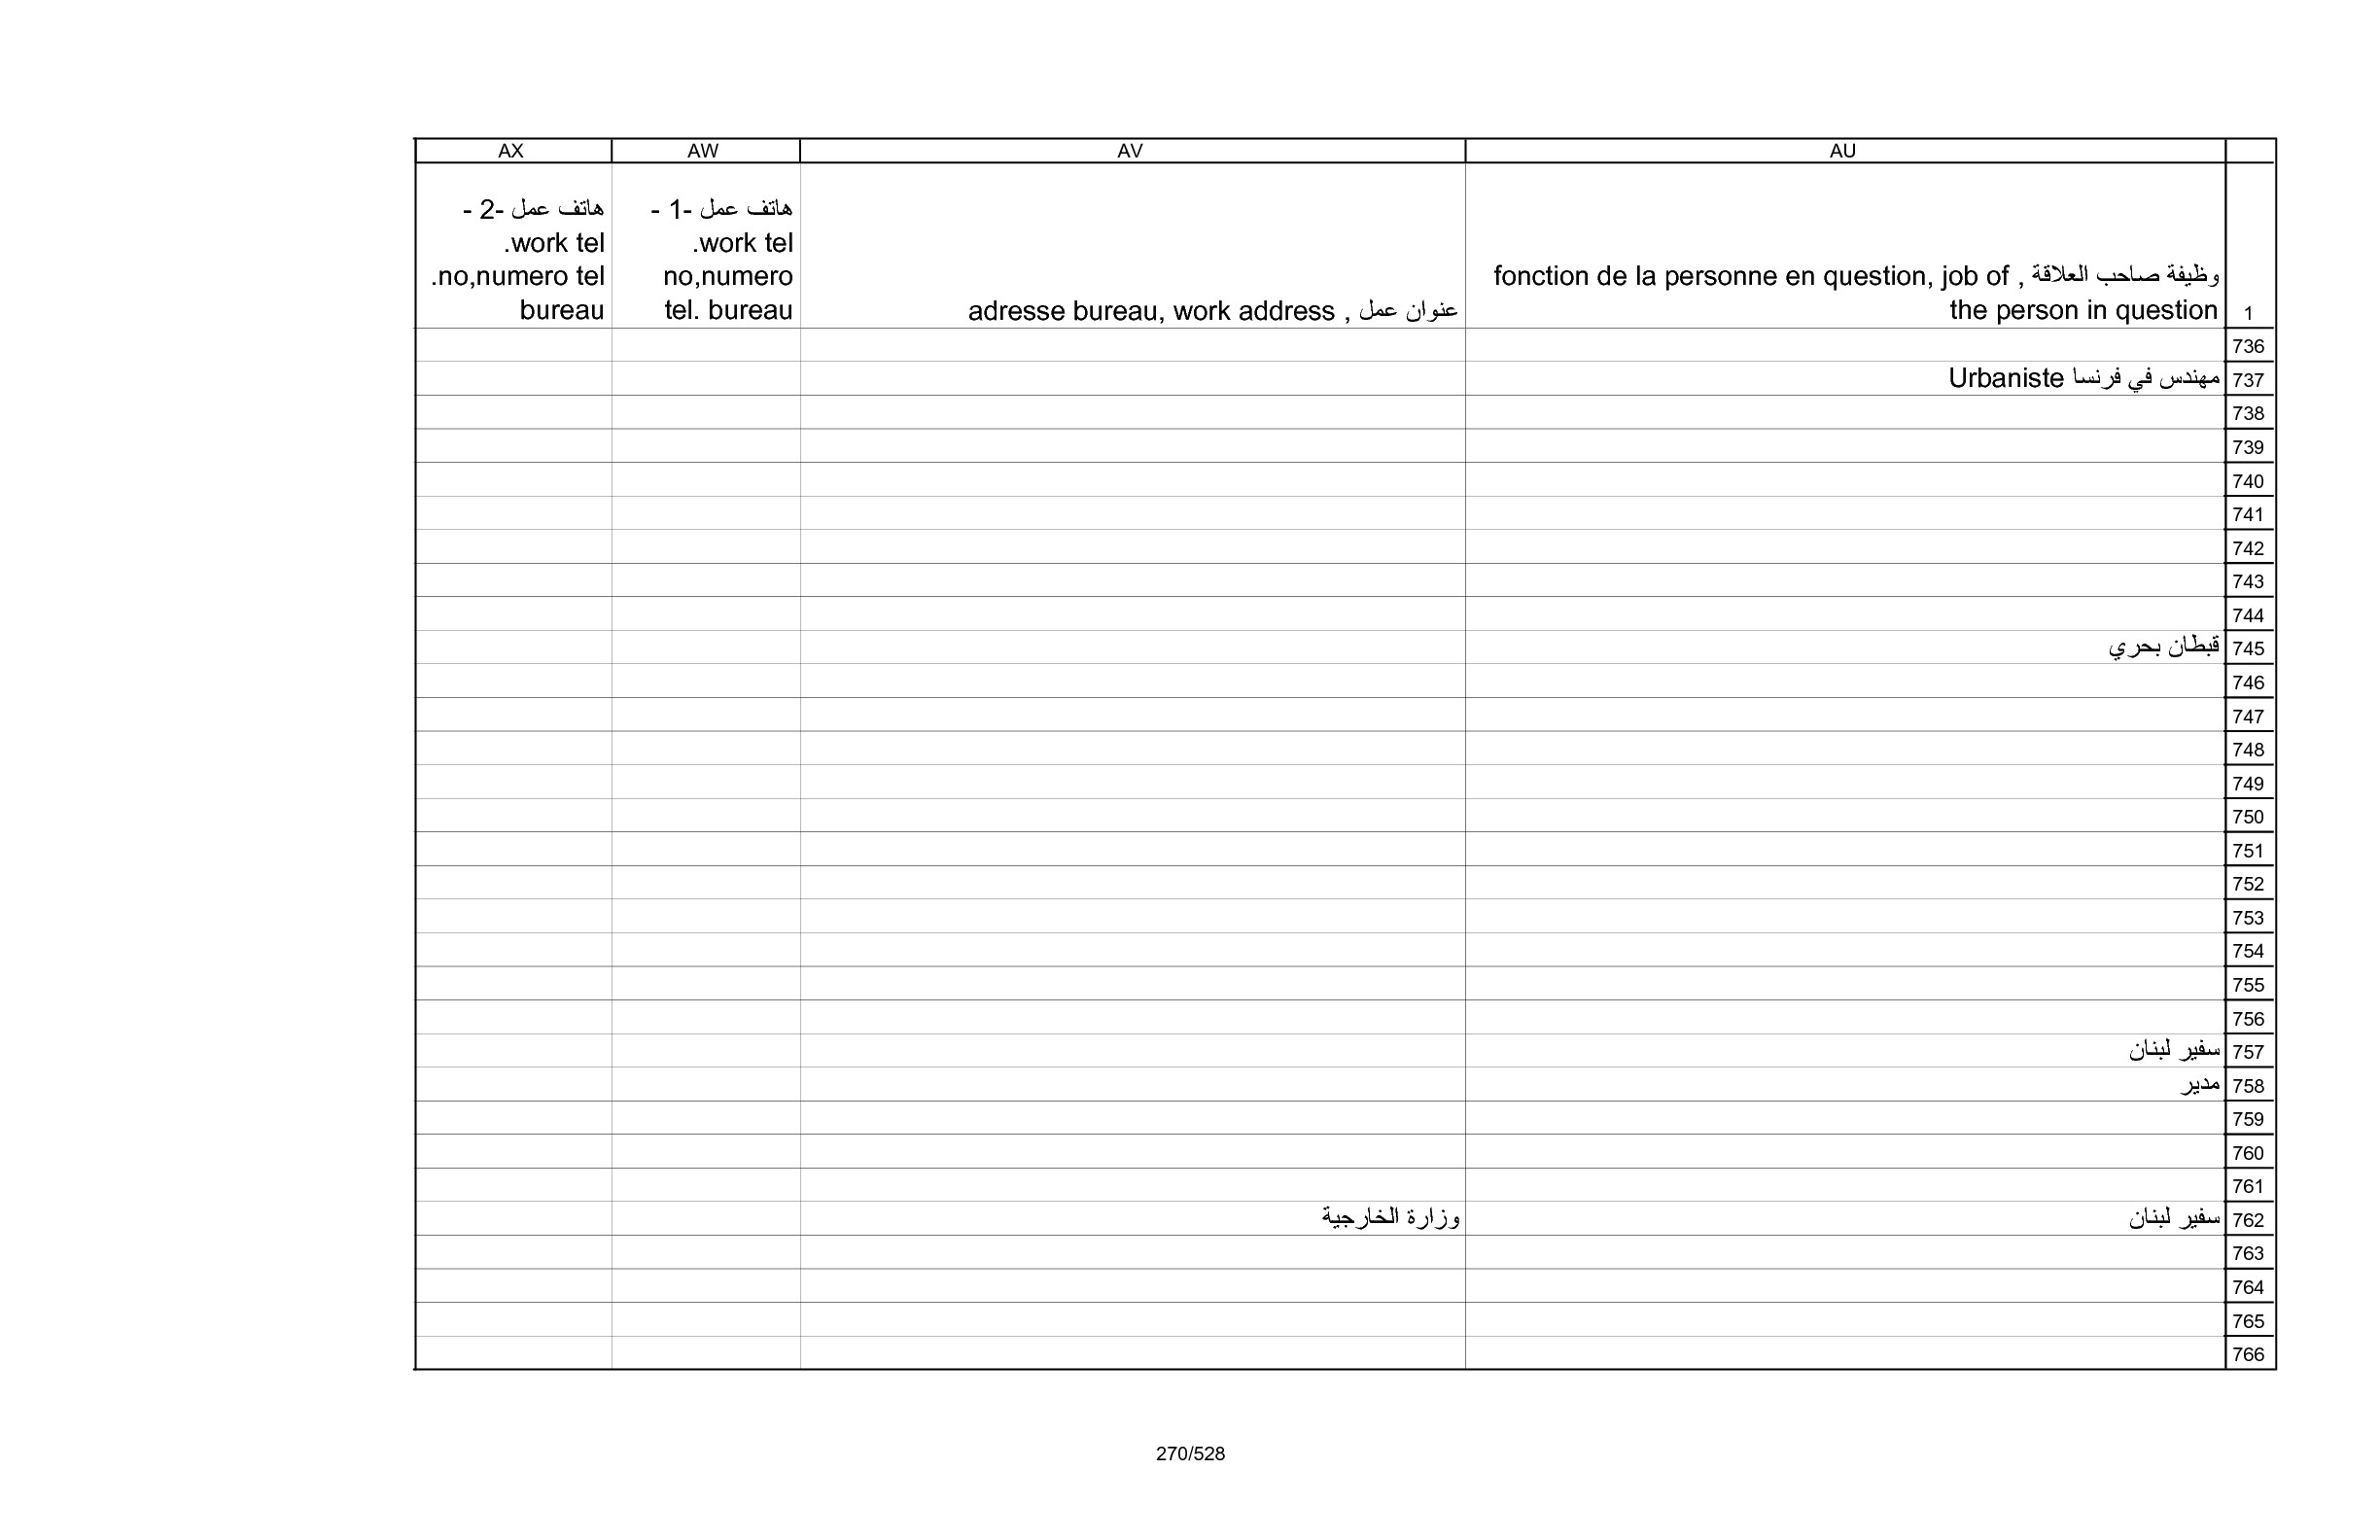 AU AV AW AX
1
وظيفة صاحب العلاقة , fonction de la personne en question, job of
the person in question
عنوان عمل , adresse bureau, work address
هاتف عمل -1 -
work tel.
no,numero
tel. bureau
هاتف عمل -2 -
work tel.
no,numero tel.
bureau
736
737 مهندس في فرنسا Urbaniste
738
739
740
741
742
743
744
745 قبطان بحري
746
747
748
749
750
751
752
753
754
755
756
757 سفير لبنان
758 مدير
759
760
761
762 سفير لبنان وزارة الخارجية
763
764
765
766
270/528